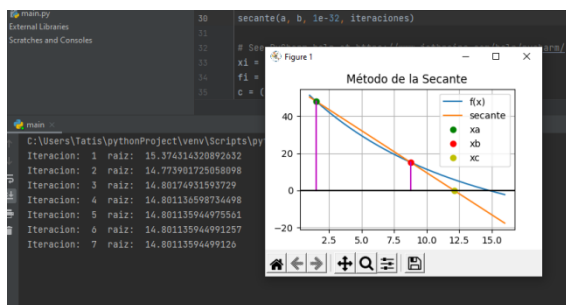 main.py
External Libraries
Scratches and Consoles
30 secante(a, b, 1e-32, iteraciones)
31
32 # See
33 xi =
34 fi =
35 c = (
main
C:\Users\Tatis\pythonProject\venv\Scripts\py
Iteracion: 1 raiz: 15.374314320892632
Iteracion: 2 raiz: 14.773901725058098
Iteracion: 3 raiz: 14.80174931593729
Iteracion: 4 raiz: 14.801136598734498
Iteracion: 5 raiz: 14.801135944975561
Iteracion: 6 raiz: 14.801135944991257
Iteracion: 7 raiz: 14.80113594499126
Figure 1
Método de la Secante
f(x)
secante
xa
xb
xc
40
20
0
−20
2.5 5.0 7.5 10.0 12.5 15.0